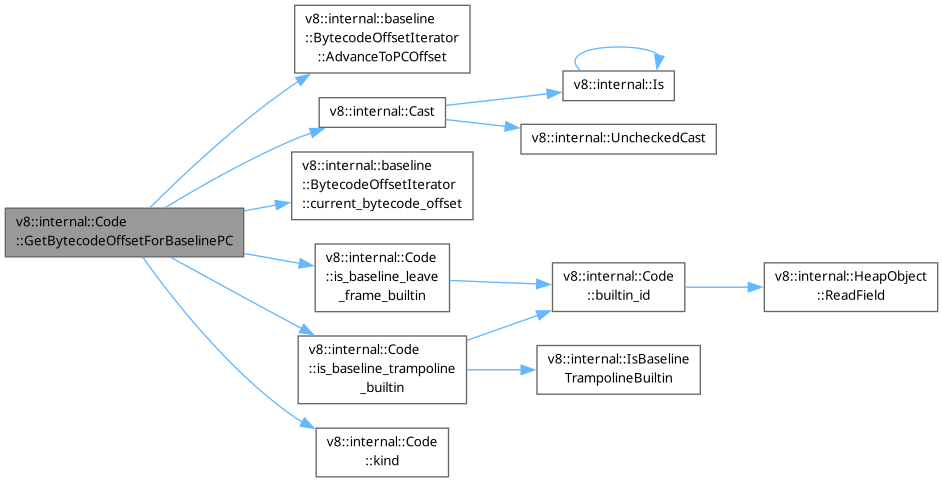 v8::internal::baseline
::BytecodeOffsetIterator
::AdvanceToPCOffset
v8::internal::Is
v8::internal::Cast
v8::internal::UncheckedCast
v8::internal::baseline
::BytecodeOffsetIterator
::current_bytecode_offset
v8::internal::Code
::GetBytecodeOffsetForBaselinePC
v8::internal::Code
::is_baseline_leave
_frame_builtin
v8::internal::Code
::builtin_id
v8::internal::HeapObject
::ReadField
v8::internal::Code
::is_baseline_trampoline
_builtin
v8::internal::IsBaseline
TrampolineBuiltin
v8::internal::Code
::kind